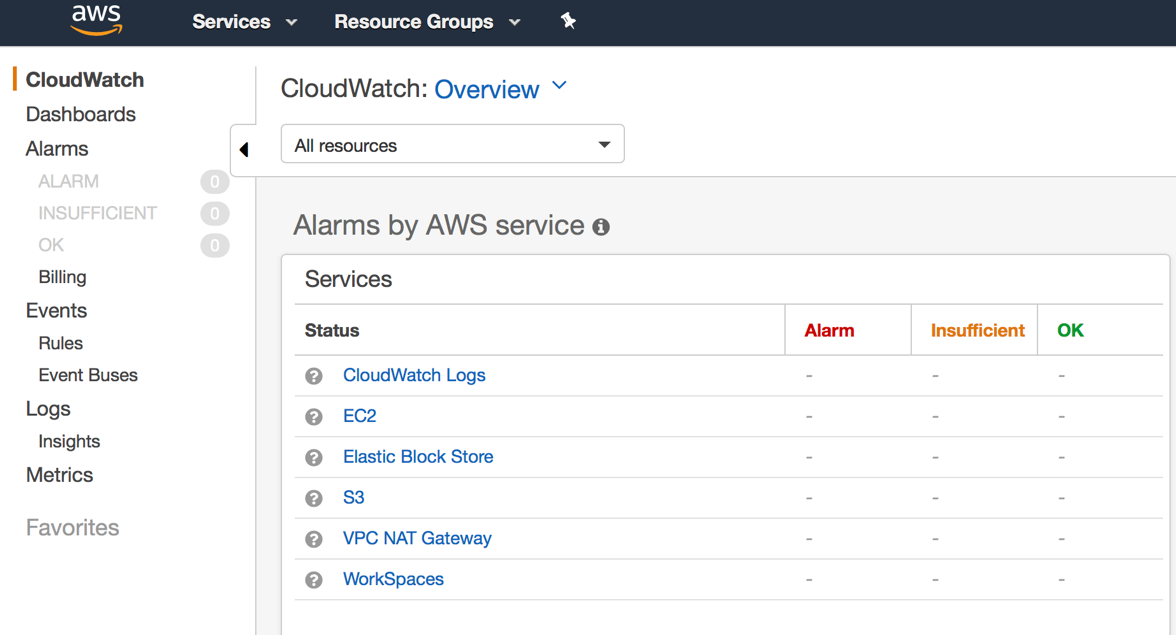 aws Services Resource Groups
CloudWatch
Dashboards
Alarms
ALARM 0
INSUFFICIENT 0
OK 0
Billing
Events
Rules
Event Buses
Logs
Insights
Metrics
Favorites
CloudWatch: Overview
All resources
Alarms by AWS service
Services
Status Alarm Insufficient OK
? CloudWatch Logs - - -
? EC2 - - -
? Elastic Block Store - - -
? S3 - - -
? VPC NAT Gateway - - -
? WorkSpaces - - -